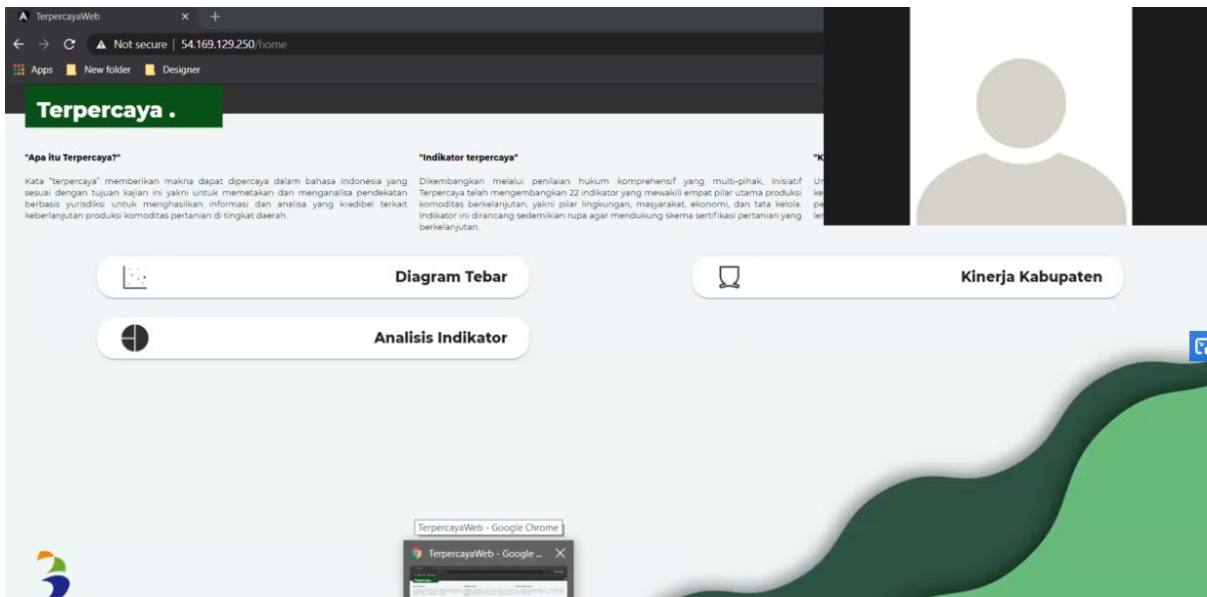 TerpercayaWeb
Not secure | 54.169.129.250/home
Apps New folder Designer
Terpercaya .
"Apa itu Terpercaya?"
Kata "terpercaya" memberikan makna dapat dipercaya dalam bahasa Indonesia yang
sesuai dengan tujuan kajian ini yakni untuk memetakan dan menganalisa pendekatan
berbasis yurisdiksi untuk menghasilkan informasi dan analisa yang kredibel terkait
keberlanjutan produksi komoditas pertanian di tingkat daerah.
"Indikator terpercaya"
Dikembangkan melalui penilaian hukum komprehensif yang multi-pihak, Inisiatif
Terpercaya telah mengembangkan 22 indikator yang mewakili empat pilar utama produksi
komoditas berkelanjutan, yakni pilar lingkungan, masyarakat, ekonomi, dan tata kelola.
Indikator ini dirancang sedemikian rupa agar mendukung skema sertifikasi pertanian yang
berkelanjutan.
Diagram Tebar
Kinerja Kabupaten
Analisis Indikator
TerpercayaWeb - Google Chrome
TerpercayaWeb - Google ...